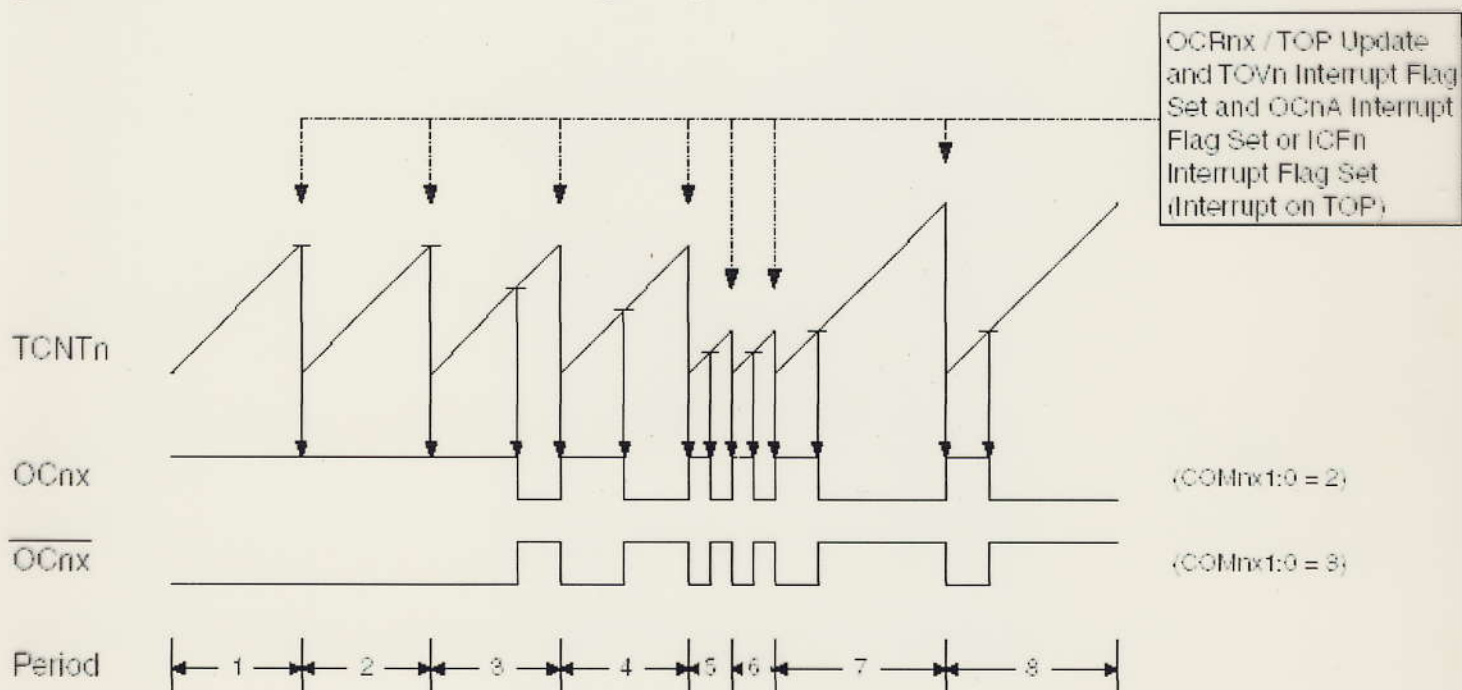 OCRnx / TOP Update
and TOVn Interrupt Flag
Set and OCnA Interrupt
Flag Set or ICFn
Interrupt Flag Set
(Interrupt on TOP)
TCNTn
OCnx
(COMnx1:0 = 2)
OCnx
(COMnx1:0 = 3)
Period
1 2 3 4 5 6 7 8